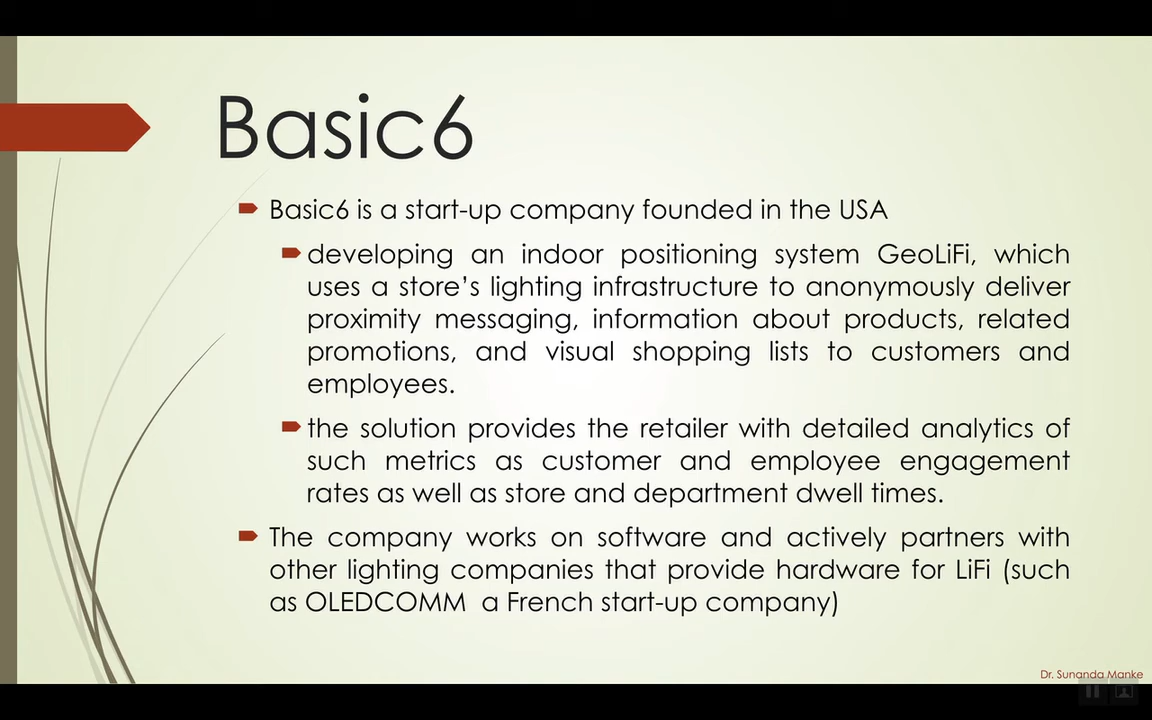 Basic6
Basic6 is a start-up company founded in the USA
developing an indoor positioning system GeoLiFi, which
uses a store’s lighting infrastructure to anonymously deliver
proximity messaging, information about products, related
promotions, and visual shopping lists to customers and
employees.
the solution provides the retailer with detailed analytics of
such metrics as customer and employee engagement
rates as well as store and department dwell times.
The company works on software and actively partners with
other lighting companies that provide hardware for LiFi (such
as OLEDCOMM a French start-up company)
Dr. Sunanda Manke